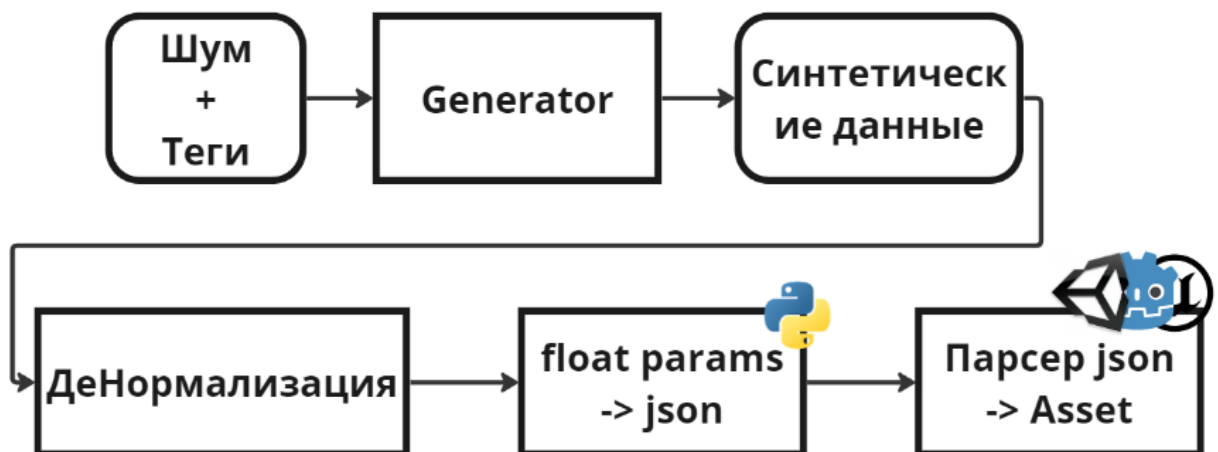 Шум
+
Теги
Generator
Синтетическ
ие данные
ДеНормализация
float params
-> json
Парсер json
-> Asset